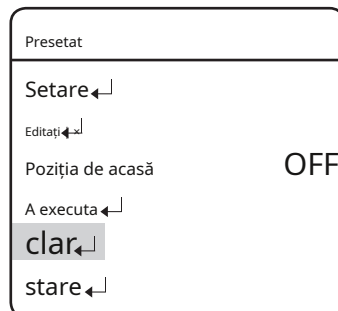 Presetat
Setare
Editați
Poziția de acasă OFF
A executa
clar
stare